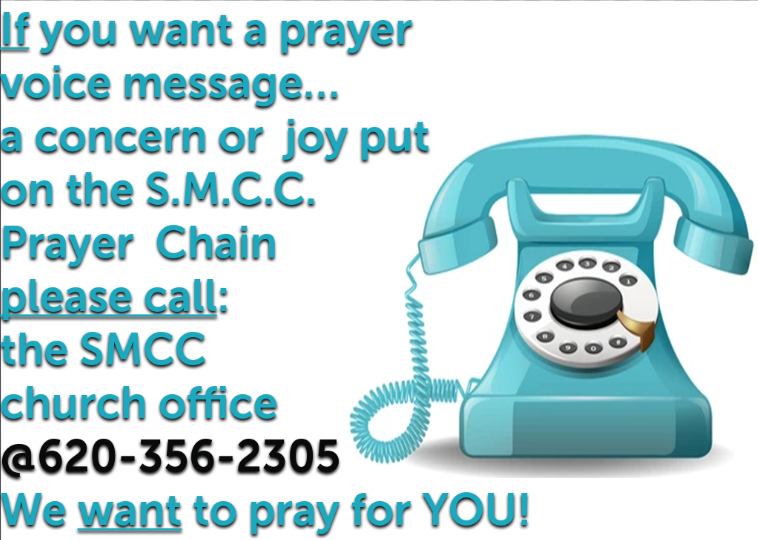 If you want a prayer
voice message...
a concern or  joy put
on the S.M.C.C.
Prayer  Chain
please call:
the SMCC
church office
@620-356-2305
We want to pray for YOU!